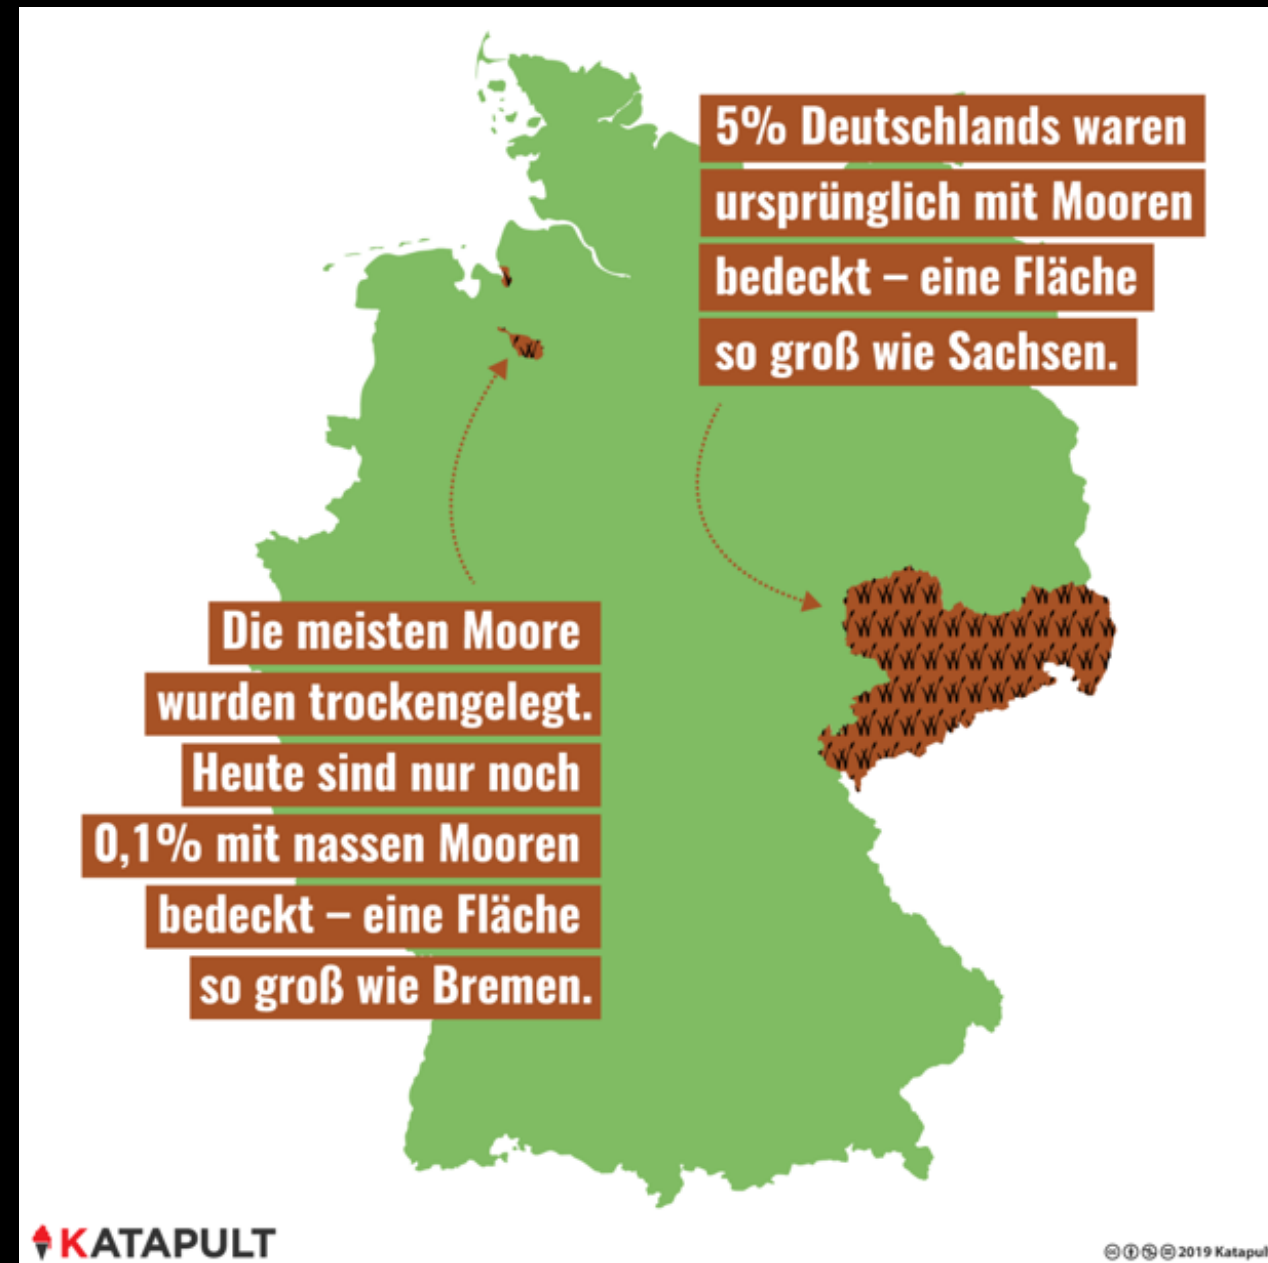 5% Deutschlands waren
ursprünglich mit Mooren
bedeckt – eine Fläche
so groß wie Sachsen.
Die meisten Moore
wurden trockengelegt.
Heute sind nur noch
0,1% mit nassen Mooren
bedeckt – eine Fläche
so groß wie Bremen.
KATAPULT
2019 Katapul